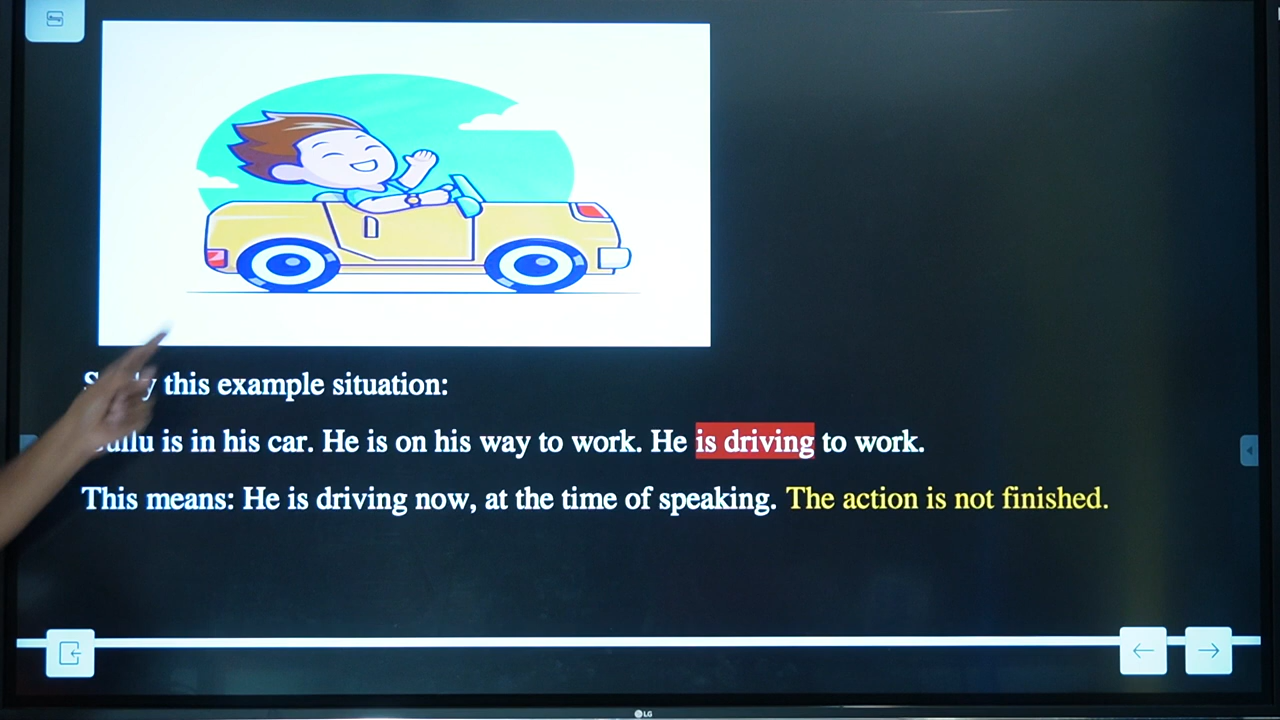 this example situation:
is in his car. He is on his way to work. He is driving to work.
This means: He is driving now, at the time of speaking. The action is not finished.
LG